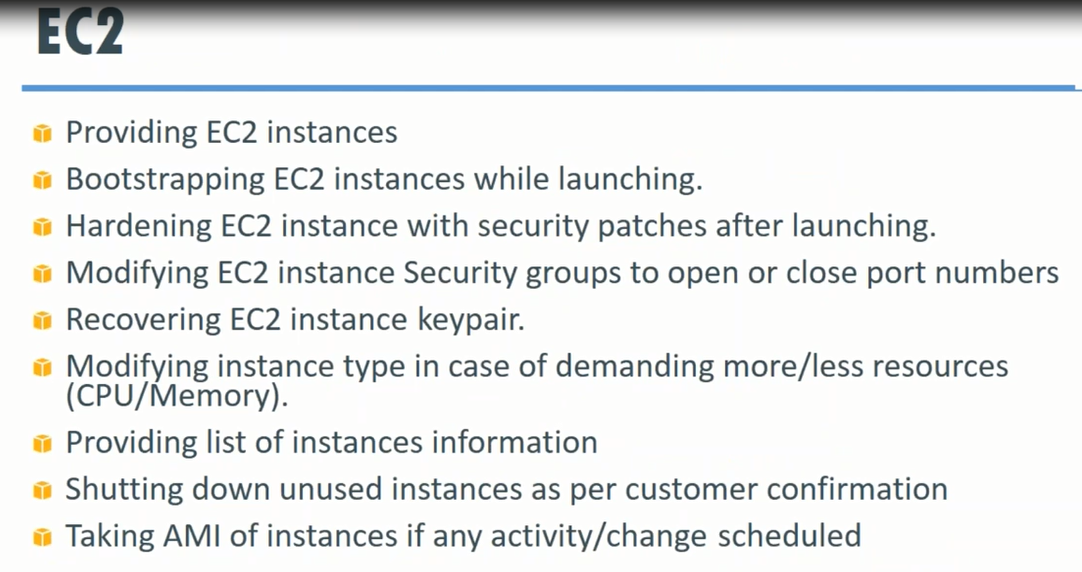 EC2
Providing EC2 instances
Bootstrapping EC2 instances while launching.
Hardening EC2 instance with security patches after launching.
Modifying EC2 instance Security groups to open or close port numbers
Recovering EC2 instance keypair.
Modifying instance type in case of demanding more/less resources
(CPU/Memory).
Providing list of instances information
Shutting down unused instances as per customer confirmation
Taking AMI of instances if any activity/change scheduled